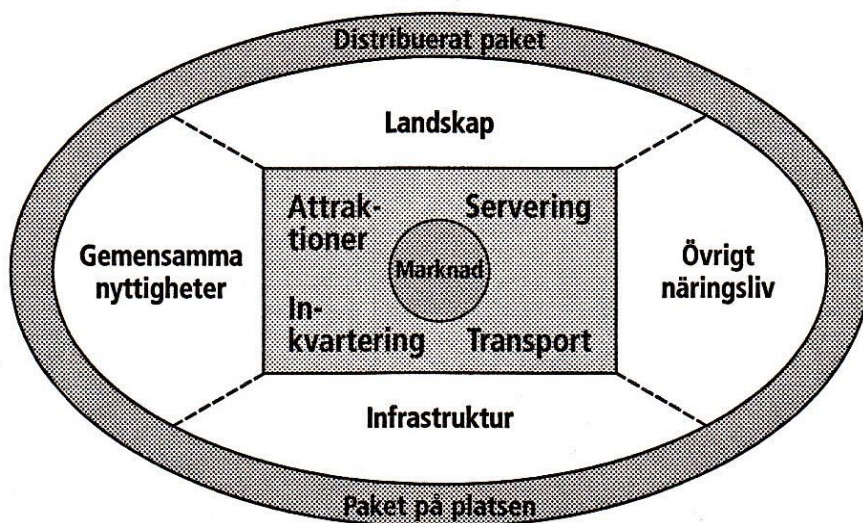 Distribuerat paket
Landskap
Attrak-
tioner
Servering
Gemensamma
nyttigheter
Marknad
Övrigt
näringsliv
In-
kvartering
Transport
Infrastruktur
Paket på platsen